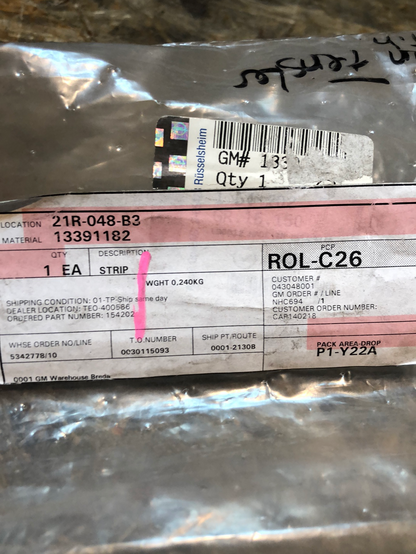 Fensler
Rüsselsheim
GM# 133
Qty 1
LOCATION 21R-048-B3
MATERIAL 13391182
QTY DESCRIPTION PCP
1 EA STRIP ROL-C26
WGHT 0.240KG
CUSTOMER #
043048001
SHIPPING CONDITION: 01-TP-Ship same day
GM ORDER # / LINE
DEALER LOCATION: TEO-400586
NHC694 /1
ORDERED PART NUMBER: 154202
CUSTOMER ORDER NUMBER:
CAR140218
WHSE ORDER NO/LINE T.O.NUMBER SHIP PT/ROUTE
5342778/10 0030115093 0001-21308
PACK AREA-DROP
P1-Y22A
0001 GM Warehouse Breda